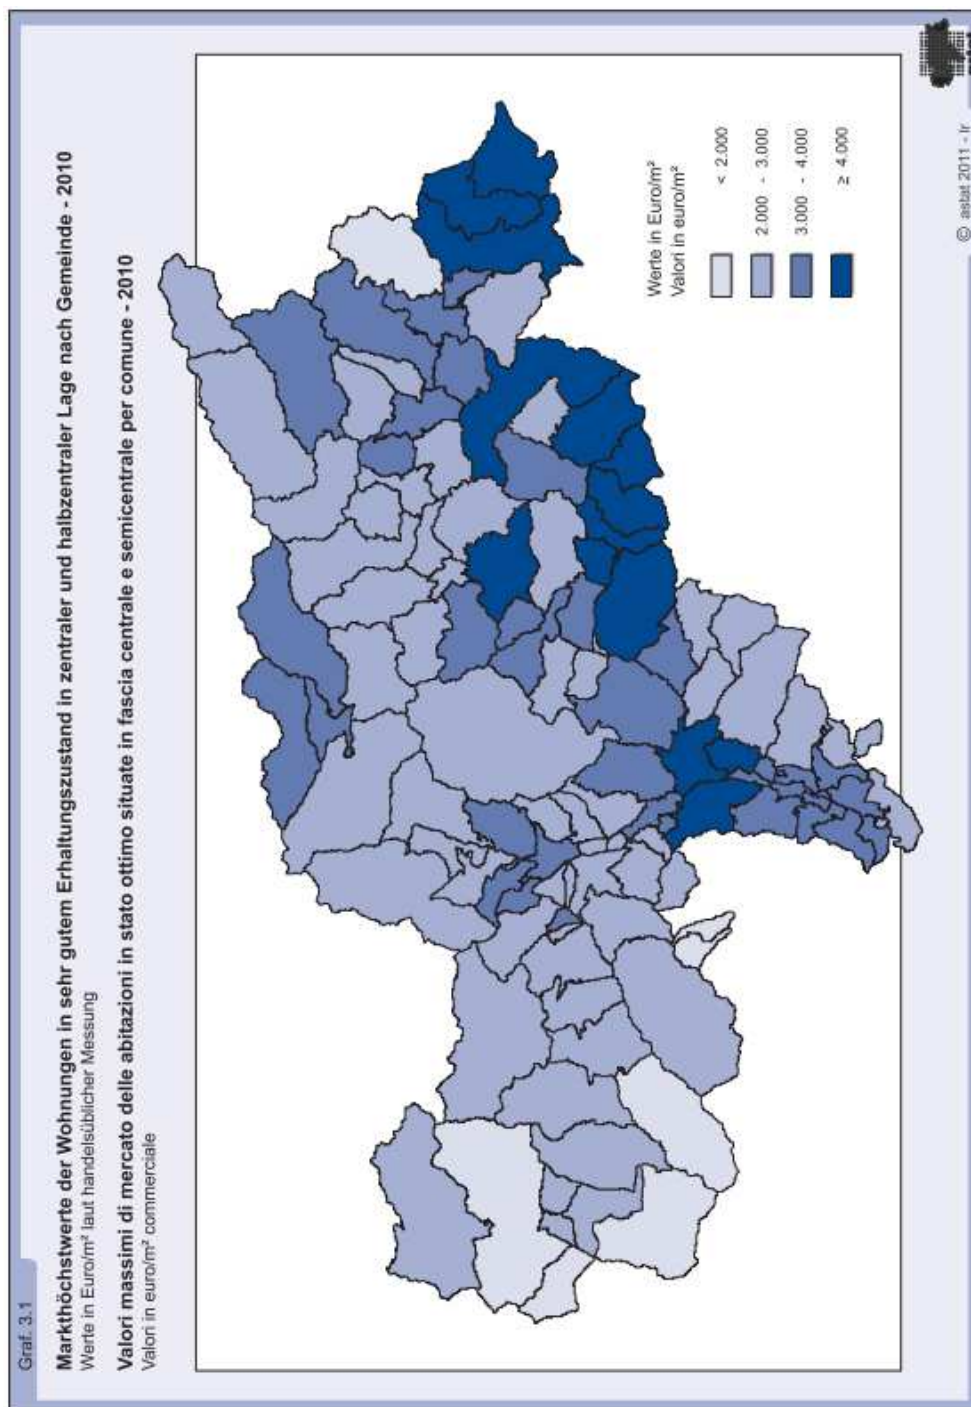 Graf. 3.1
Markthöchstwerte der Wohnungen in sehr gutem Erhaltungszustand in zentraler und halbzentraler Lage nach Gemeinde - 2010
Werte in Euro/m² laut handelsüblicher Messung
Valori massimi di mercato delle abitazioni in stato ottimo situate in fascia centrale e semicentrale per comune - 2010
Valori in euro/m² commerciale
Werte in Euro/m²
Valori in euro/m²
< 2.000
2.000 - 3.000
3.000 - 4.000
≥ 4.000
© astat 2011 - lr